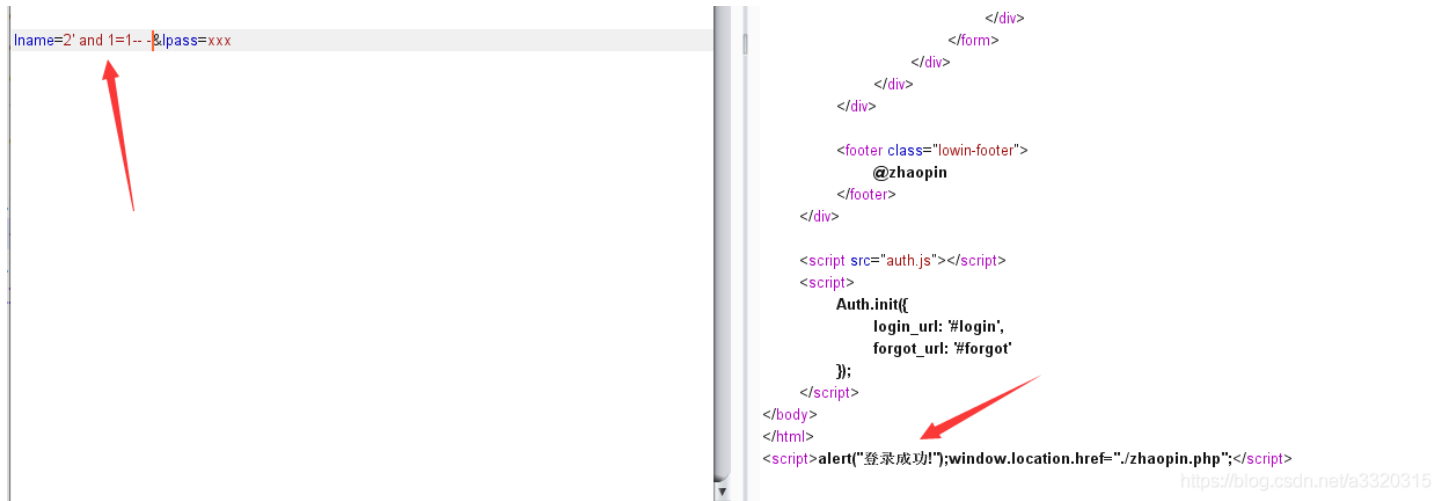 lname=2' and 1=1-- -&lpass=xxx
</div>
</form>
</div>
</div>
</div>
<footer class="lowin-footer">
@zhaopin
</footer>
</div>
<script src="auth.js"></script>
<script>
Auth.init({
login_url: '#login',
forgot_url: '#forgot'
});
</script>
</body>
</html>
<script>alert("登录成功!");window.location.href="./zhaopin.php";</script>
https://blog.csdn.net/a3320315